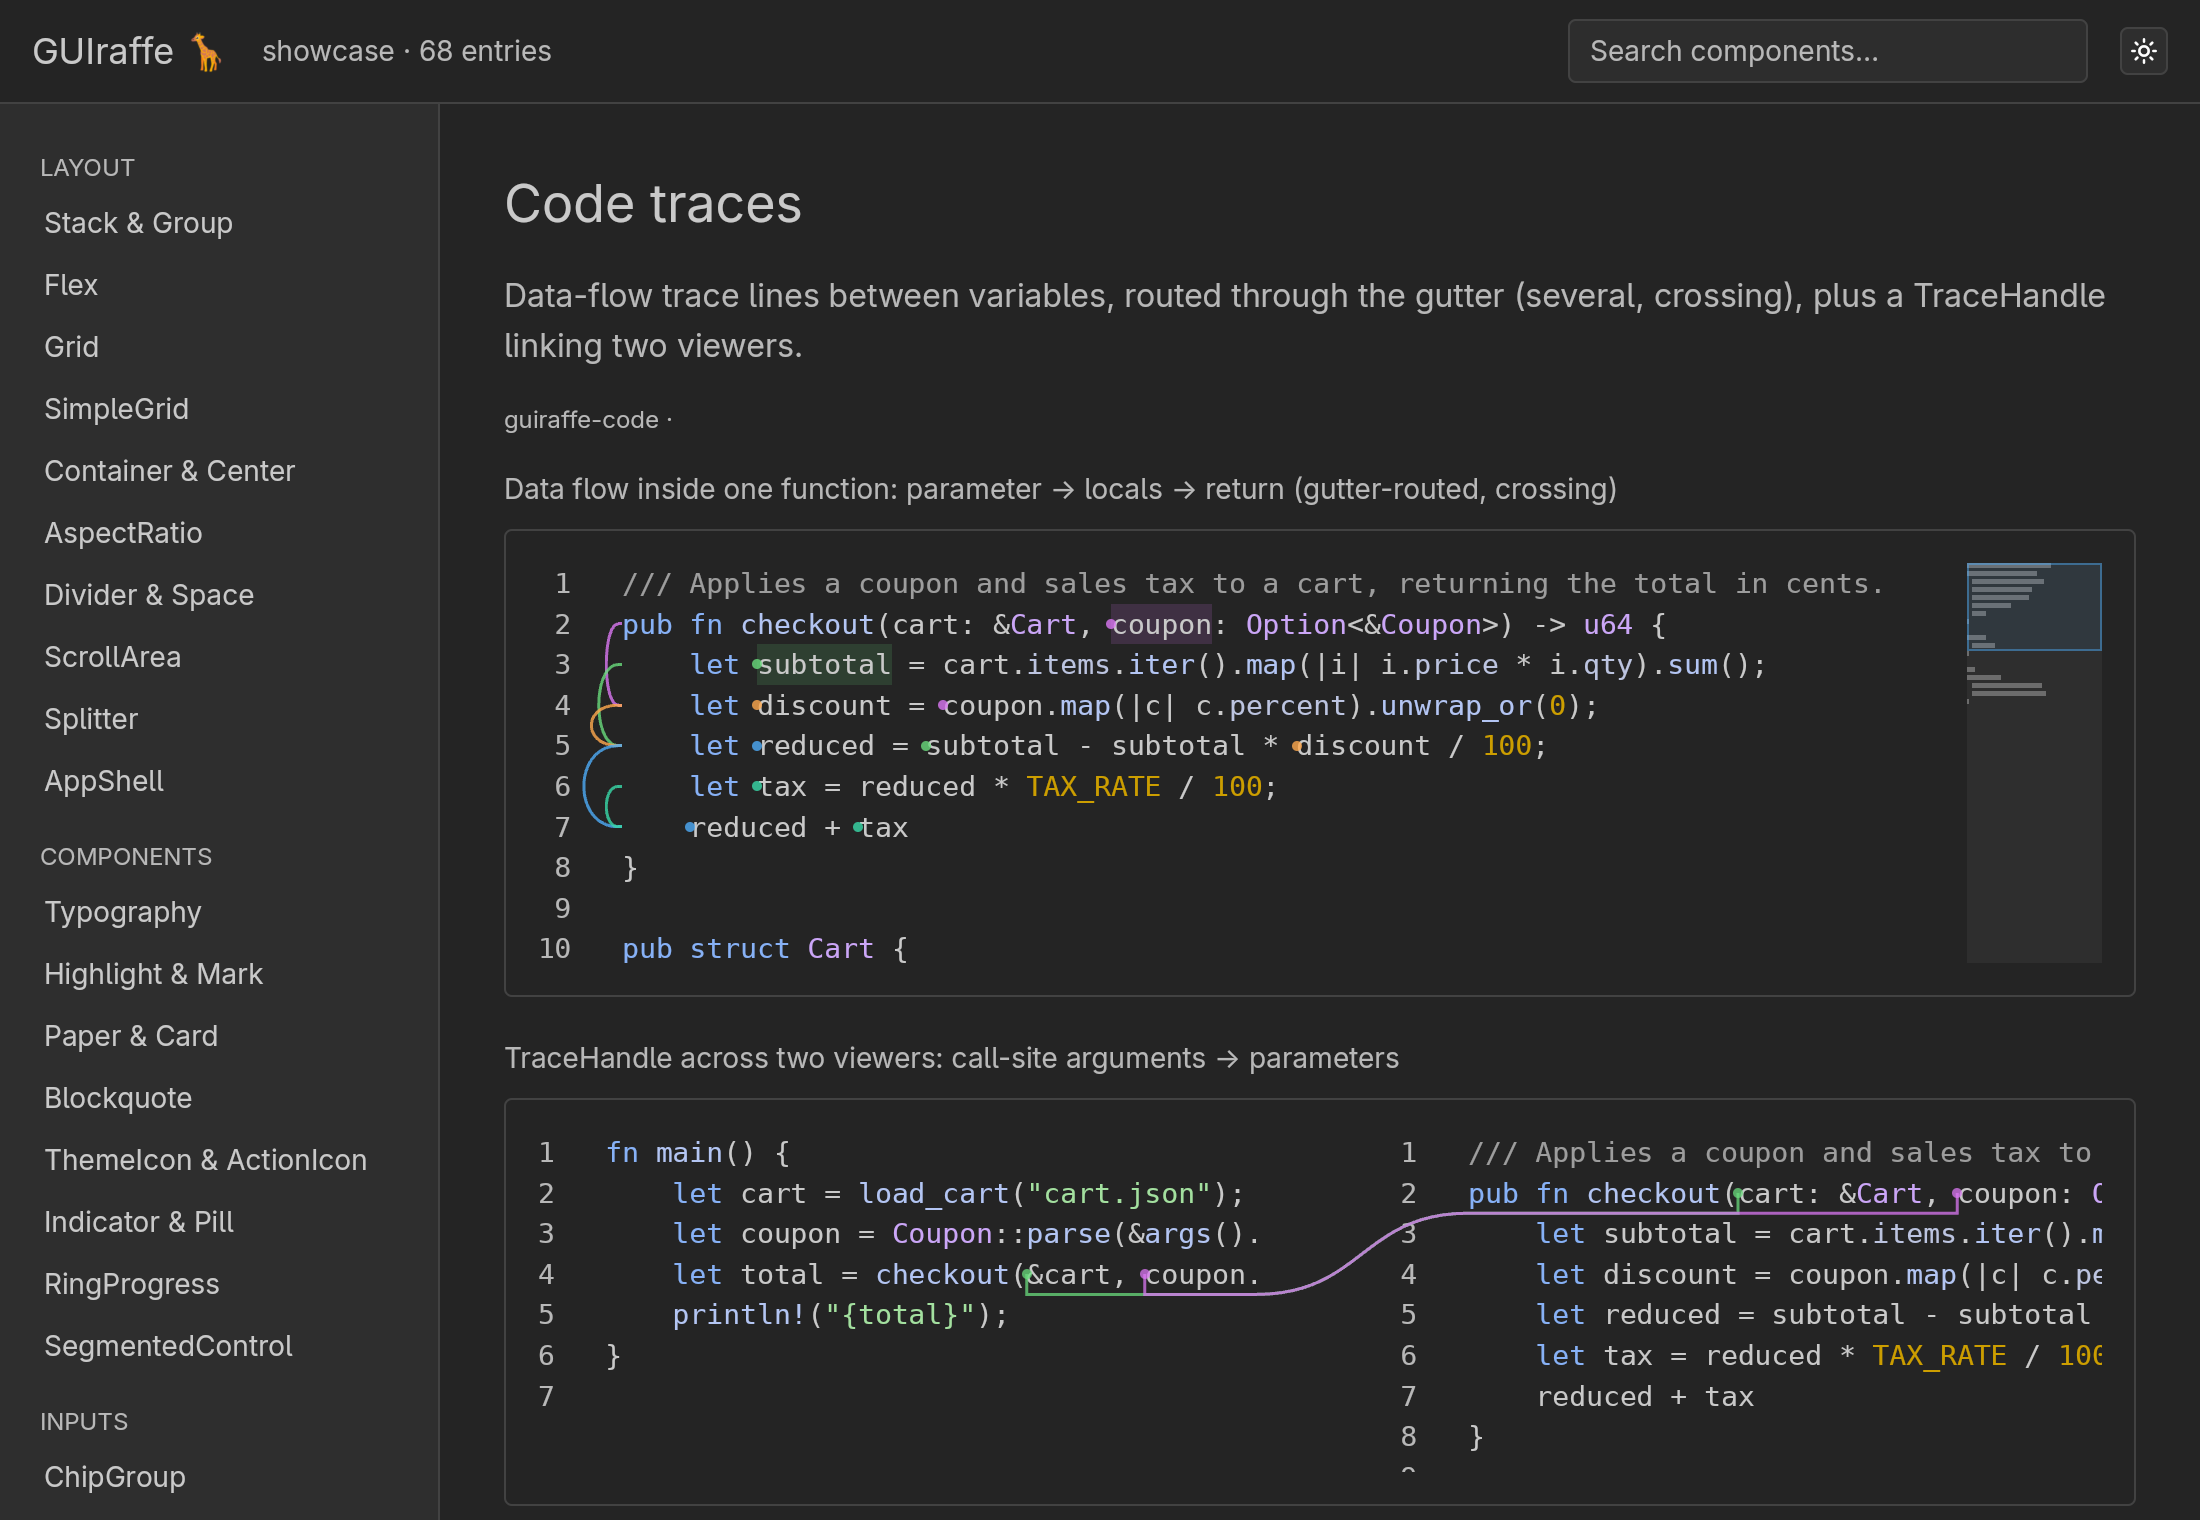 GUIraffe 🦒 showcase · 68 entries
Search components...
LAYOUT
Stack & Group
Flex
Grid
SimpleGrid
Container & Center
AspectRatio
Divider & Space
ScrollArea
Splitter
AppShell
COMPONENTS
Typography
Highlight & Mark
Paper & Card
Blockquote
ThemeIcon & ActionIcon
Indicator & Pill
RingProgress
SegmentedControl
INPUTS
ChipGroup
Code traces
Data-flow trace lines between variables, routed through the gutter (several, crossing), plus a TraceHandle
linking two viewers.
guiraffe-code ·
Data flow inside one function: parameter → locals → return (gutter-routed, crossing)
1 /// Applies a coupon and sales tax to a cart, returning the total in cents.
2 pub fn checkout(cart: &Cart, coupon: Option<&Coupon>) -> u64 {
3     let subtotal = cart.items.iter().map(|i| i.price * i.qty).sum();
4     let discount = coupon.map(|c| c.percent).unwrap_or(0);
5     let reduced = subtotal - subtotal * discount / 100;
6     let tax = reduced * TAX_RATE / 100;
7     reduced + tax
8 }
9
10 pub struct Cart {
TraceHandle across two viewers: call-site arguments → parameters
1 fn main() {
2     let cart = load_cart("cart.json");
3     let coupon = Coupon::parse(&args().
4     let total = checkout(&cart, coupon.
5     println!("{total}");
6 }
7
1 /// Applies a coupon and sales tax to
2 pub fn checkout(cart: &Cart, coupon:
3     let subtotal = cart.items.iter().m
4     let discount = coupon.map(|c| c.pe
5     let reduced = subtotal - subtotal
6     let tax = reduced * TAX_RATE / 100
7     reduced + tax
8 }